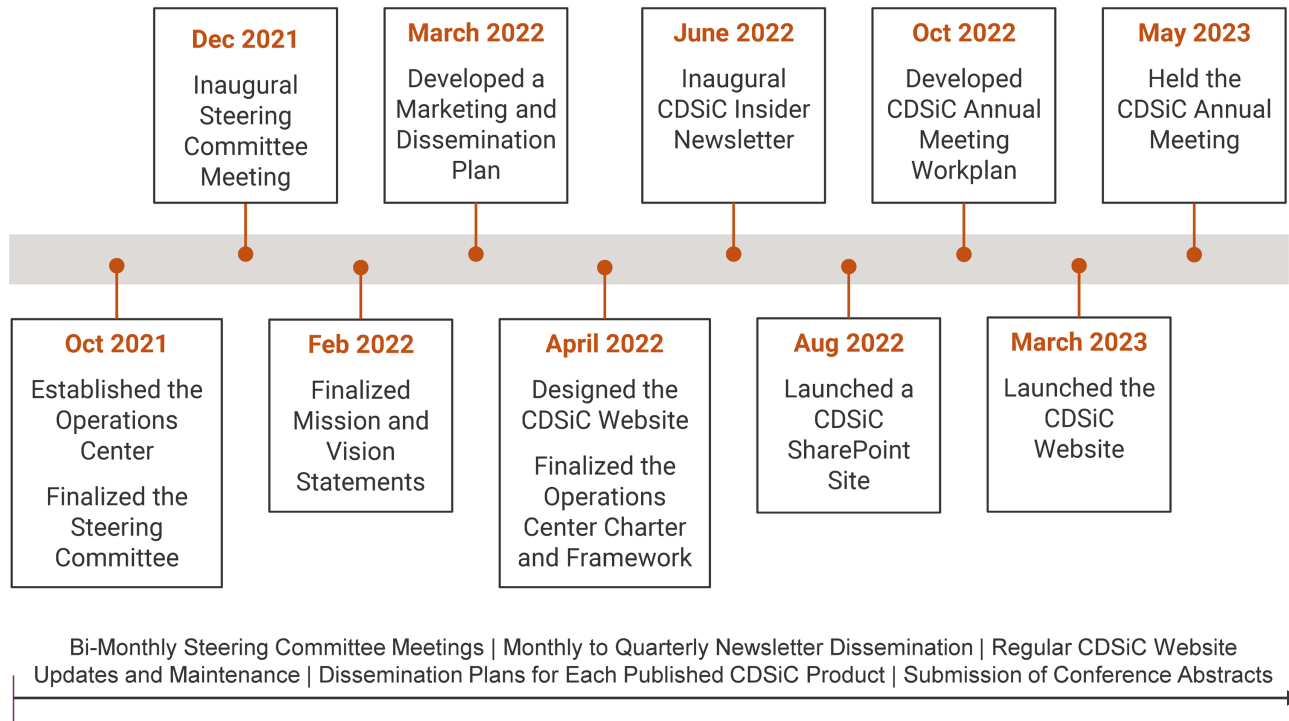 Dec 2021
Inaugural
Steering
Committee
Meeting
March 2022
Developed a
Marketing and
Dissemination
Plan
June 2022
Inaugural
CDSiC Insider
Newsletter
Oct 2022
Developed
CDSiC Annual
Meeting
Workplan
May 2023
Held the
CDSiC Annual
Meeting
Oct 2021
Established the
Operations
Center
Finalized the
Steering
Committee
Feb 2022
Finalized
Mission and
Vision
Statements
April 2022
Designed the
CDSiC Website
Finalized the
Operations
Center Charter
and Framework
Aug 2022
Launched a
CDSiC
SharePoint
Site
March 2023
Launched the
CDSiC
Website
Bi-Monthly Steering Committee Meetings | Monthly to Quarterly Newsletter Dissemination | Regular CDSiC Website
Updates and Maintenance | Dissemination Plans for Each Published CDSiC Product | Submission of Conference Abstracts